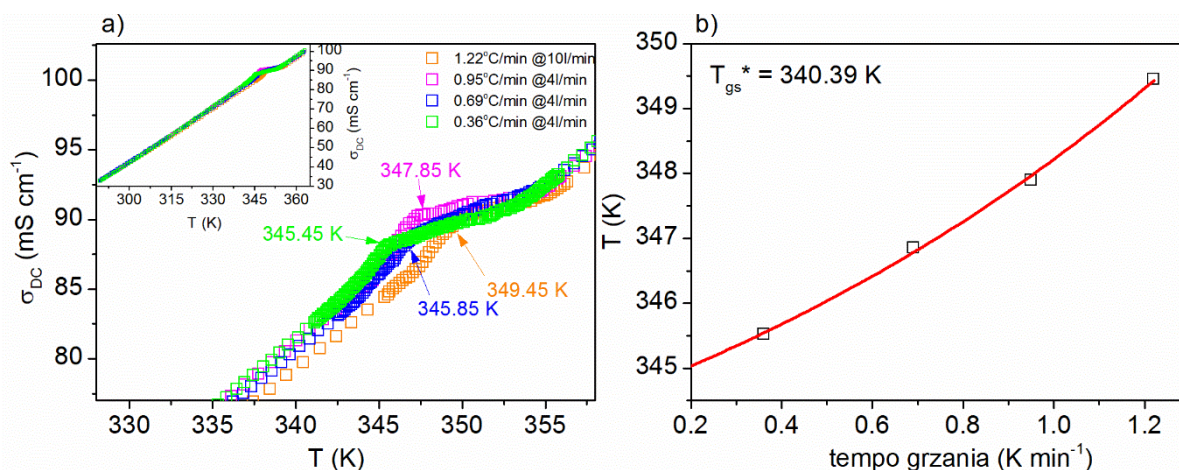 a)
100
95
90
85
80
σDC (mS cm⁻¹)
330 335 340 345 350 355
T (K)
1.22°C/min @10l/min
0.95°C/min @4l/min
0.69°C/min @4l/min
0.36°C/min @4l/min
347.85 K
345.45 K
345.85 K
349.45 K
100
90
80
70
60
50
40
30
σDC (mS cm⁻¹)
300 315 330 345 360
T (K)
b)
350
349
348
347
346
345
344
T (K)
Tgs* = 340.39 K
0.2 0.4 0.6 0.8 1.0 1.2
tempo grzania (K min⁻¹)